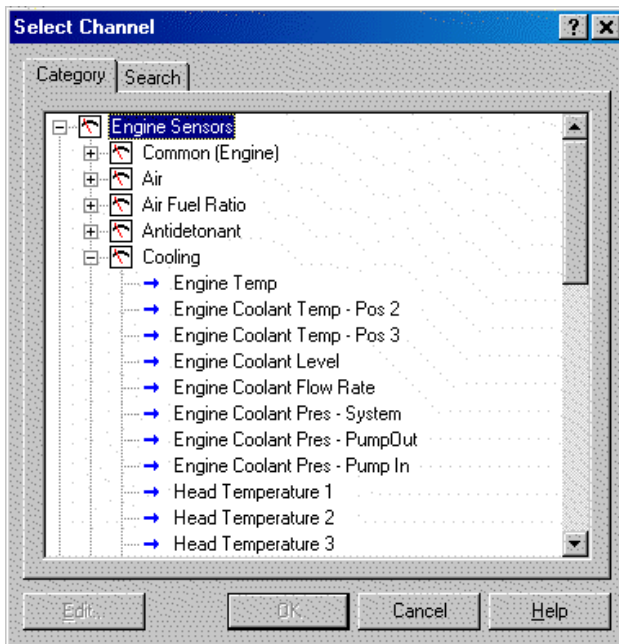 Select Channel
Category Search
Engine Sensors
Common (Engine)
Air
Air Fuel Ratio
Antidetonant
Cooling
Engine Temp
Engine Coolant Temp - Pos 2
Engine Coolant Temp - Pos 3
Engine Coolant Level
Engine Coolant Flow Rate
Engine Coolant Pres - System
Engine Coolant Pres - PumpOut
Engine Coolant Pres - Pump In
Head Temperature 1
Head Temperature 2
Head Temperature 3
Edit... OK Cancel Help